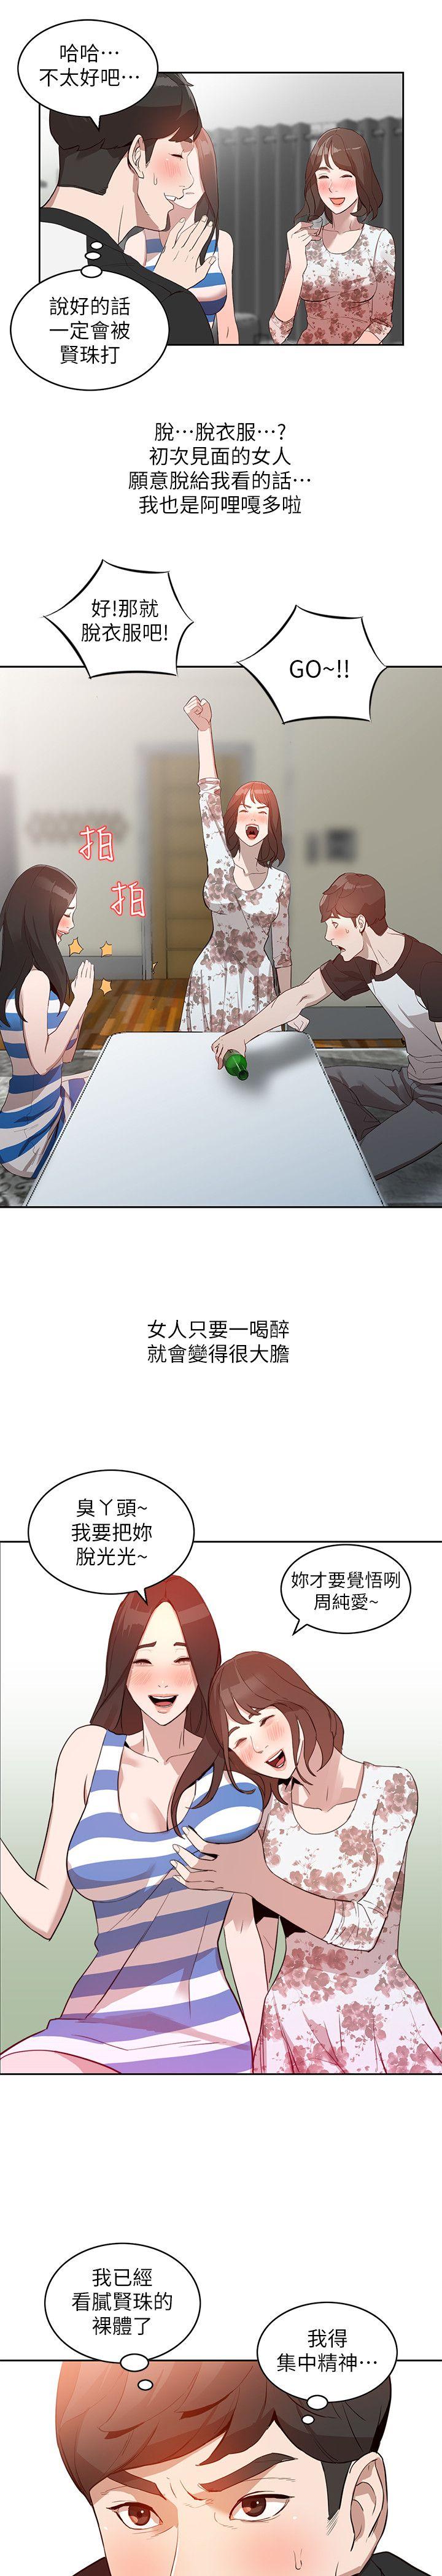 哈哈…
不太好吧…
說好的話
一定會被
賢珠打
脫…脫衣服…?
初次見面的女人
願意脫給我看的話…
我也是阿哩嘎多啦
好!那就
脫衣服吧!
GO~!!
拍
拍
女人只要一喝醉
就會變得很大膽
臭丫頭~
我要把妳
脫光光~
妳才要覺悟咧
周純愛~
我已經
看膩賢珠的
裸體了
我得
集中精神…